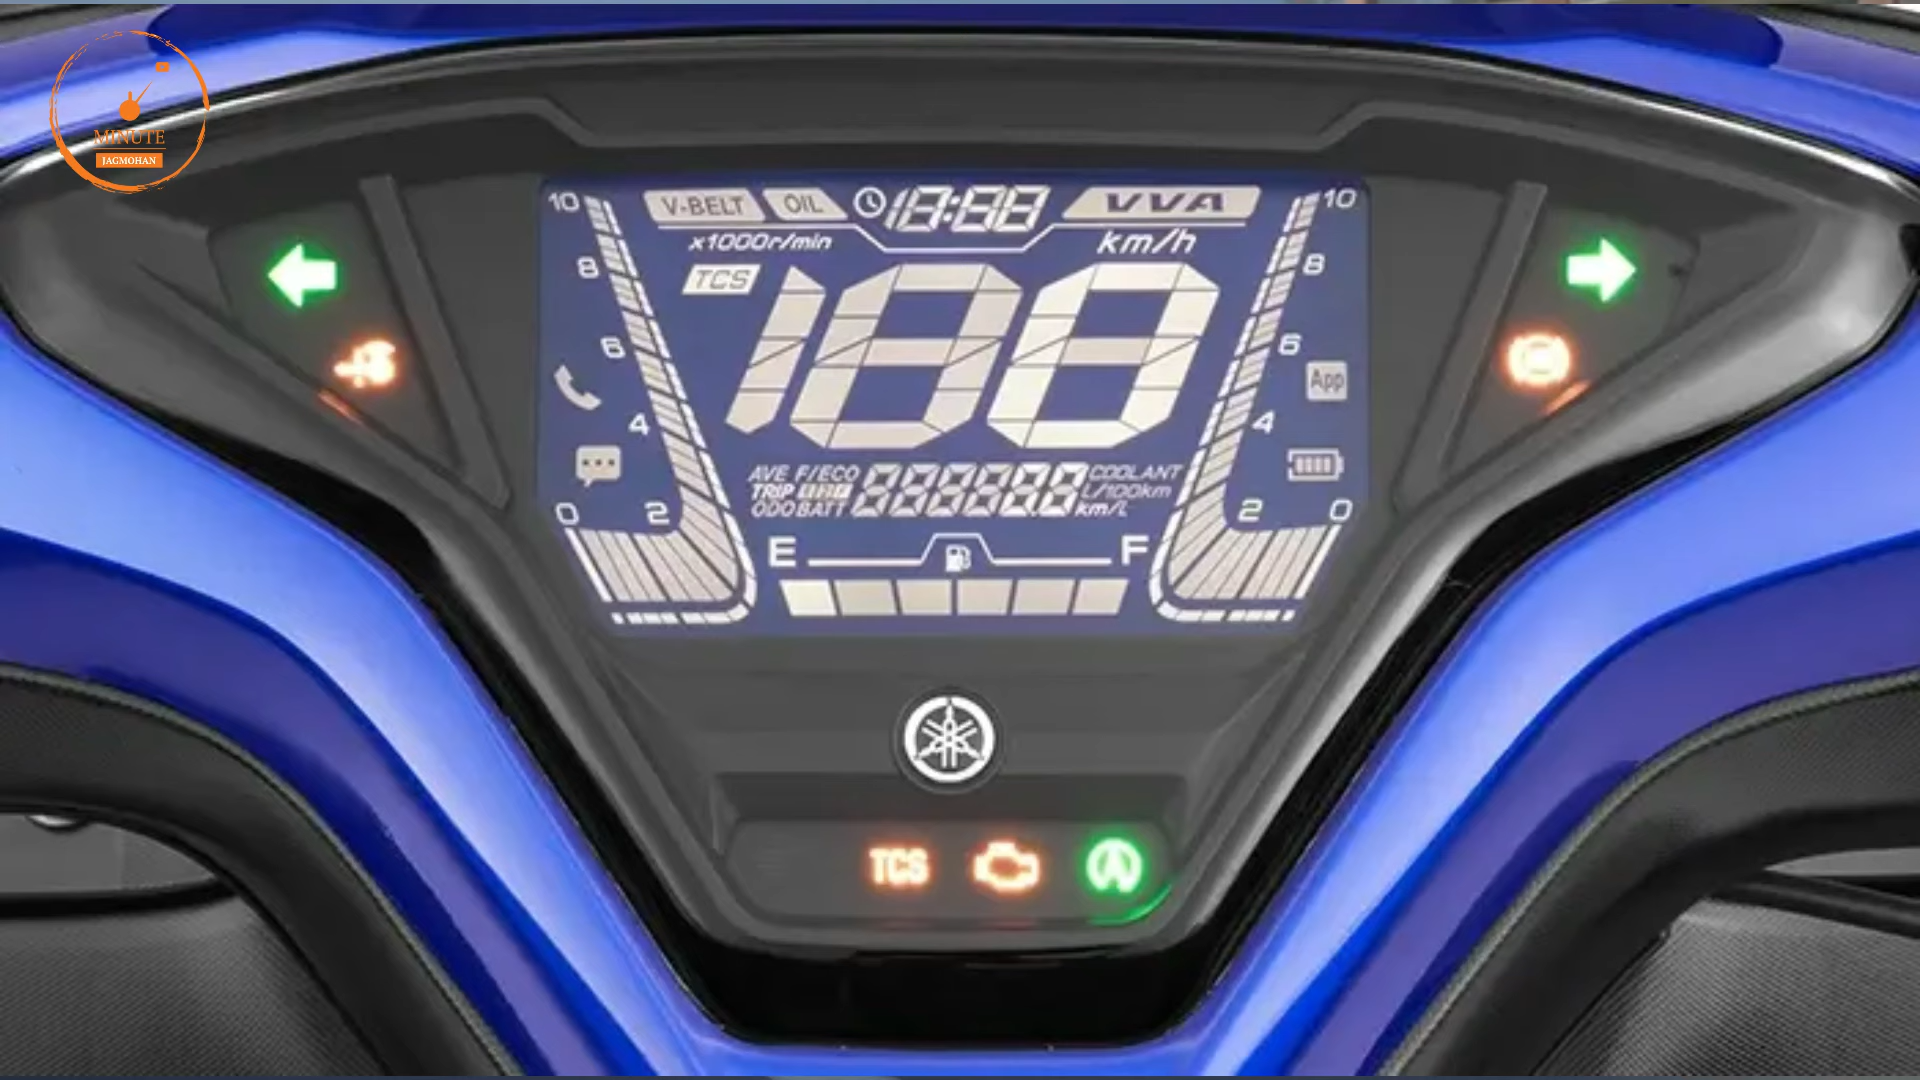 MINUTE
JAGMOHAN
10 V-BELT OIL 18:88 VVA 10
x1000r/min km/h
8 TCS 8
188
6 6
App
4 4
AVE F/ECO COOLANT
TRIP 888888 L/100km
ODO BATT km/L
0 2 2 0
E F
TCS